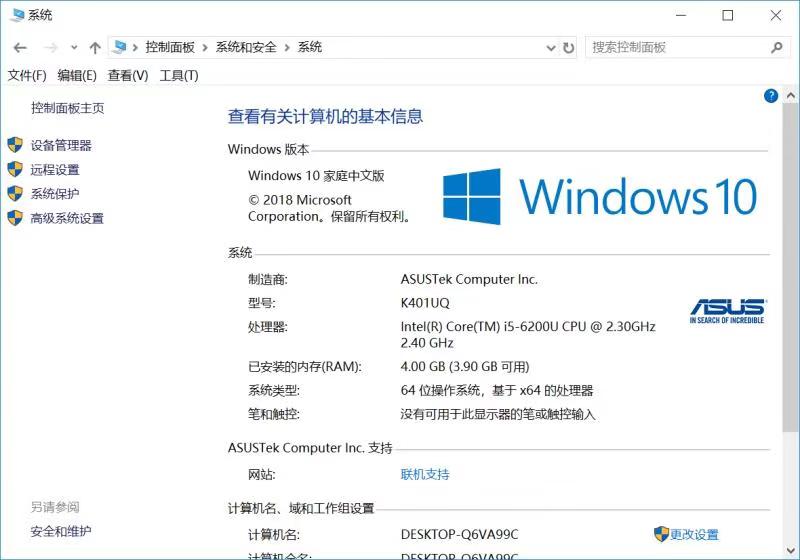 系统
控制面板 系统和安全 系统
搜索控制面板
文件(F) 编辑(E) 查看(V) 工具(T)
控制面板主页
设备管理器
远程设置
系统保护
高级系统设置
另请参阅
安全和维护
?
查看有关计算机的基本信息
Windows 版本
Windows 10 家庭中文版
© 2018 Microsoft
Corporation。保留所有权利。
Windows 10
系统
制造商: ASUSTek Computer Inc.
型号: K401UQ
处理器: Intel(R) Core(TM) i5-6200U CPU @ 2.30GHz
2.40 GHz
已安装的内存(RAM): 4.00 GB (3.90 GB 可用)
系统类型: 64 位操作系统，基于 x64 的处理器
笔和触控: 没有可用于此显示器的笔或触控输入
ASUS
IN SEARCH OF INCREDIBLE
ASUSTek Computer Inc. 支持
网站: 联机支持
计算机名、域和工作组设置
计算机名: DESKTOP-Q6VA99C 更改设置
计算机全名: DESKTOP-Q6VA99C